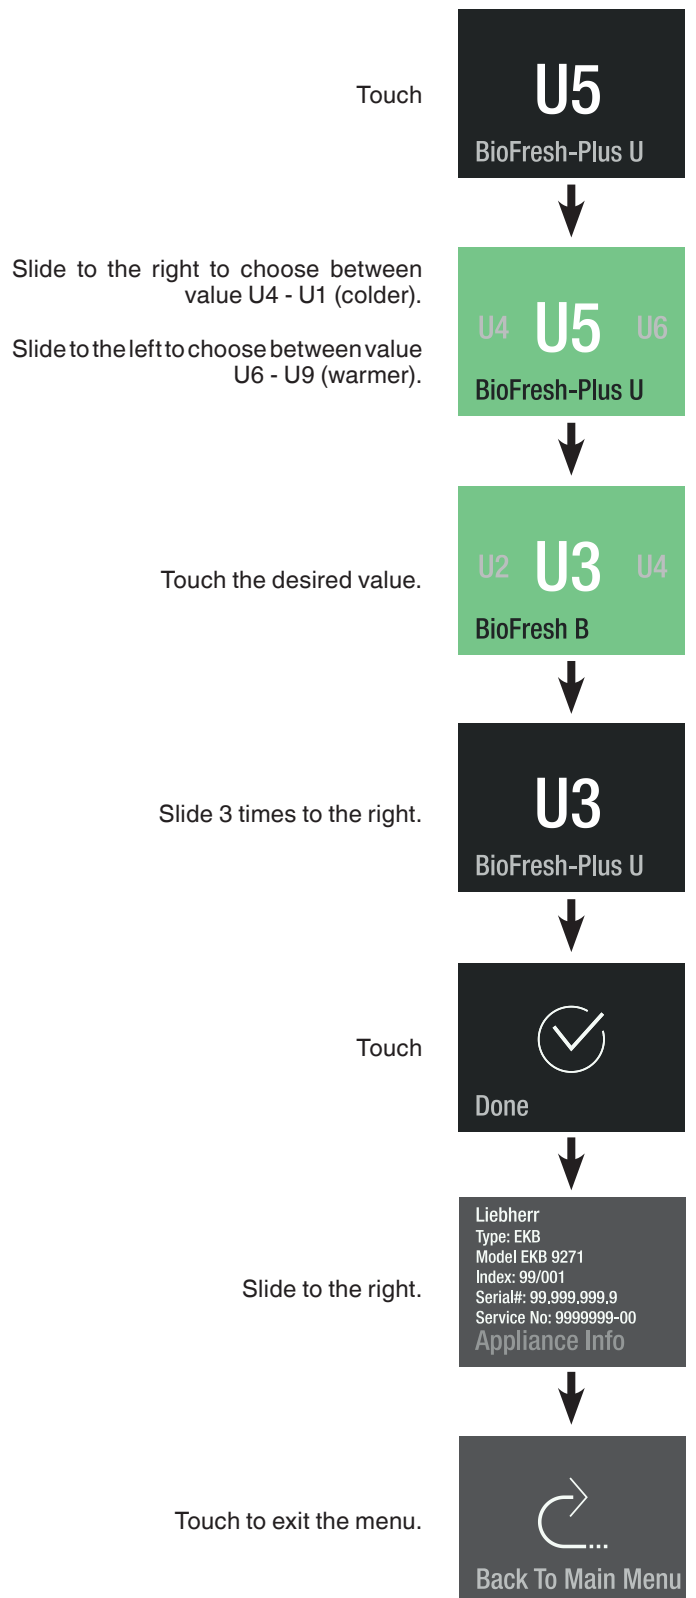 Touch
U5
BioFresh-Plus U
Slide to the right to choose between
value U4 - U1 (colder).
Slide to the left to choose between value
U6 - U9 (warmer).
U4 U5 U6
BioFresh-Plus U
Touch the desired value.
U2 U3 U4
BioFresh B
Slide 3 times to the right.
U3
BioFresh-Plus U
Touch
Done
Slide to the right.
Liebherr
Type: EKB
Model EKB 9271
Index: 99/001
Serial#: 99.999.999.9
Service No: 9999999-00
Appliance Info
Touch to exit the menu.
Back To Main Menu